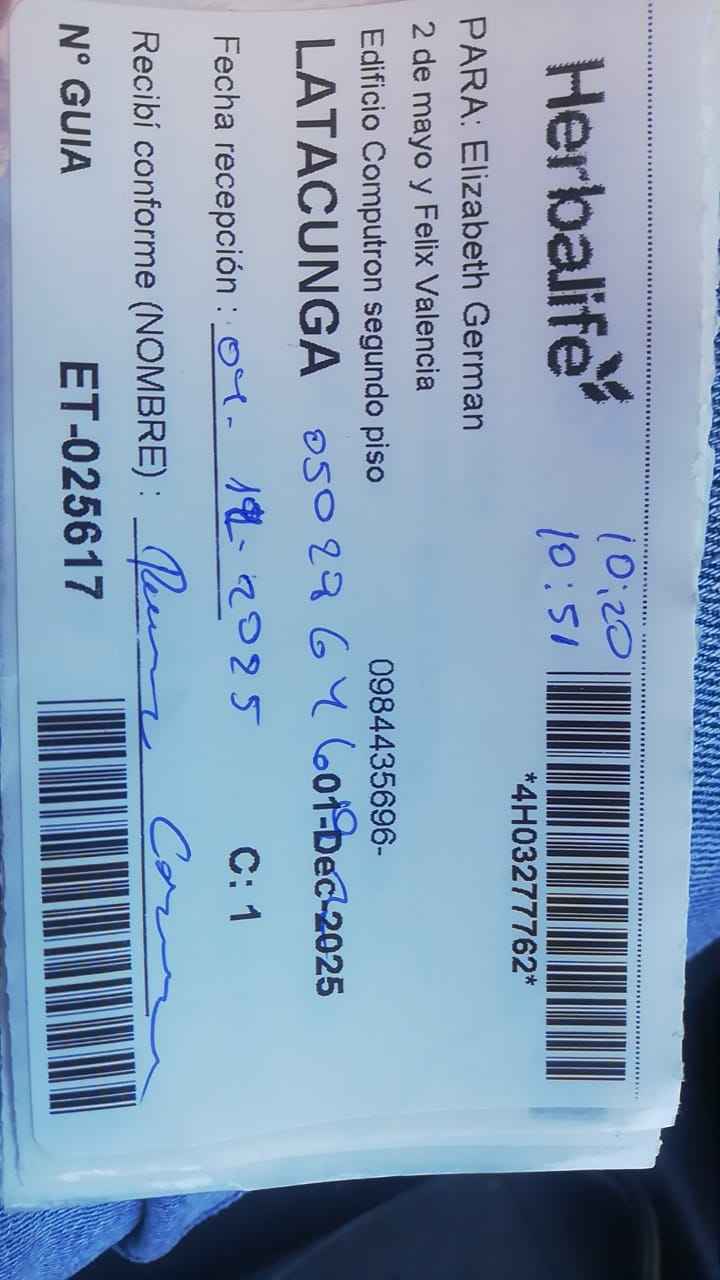 Herbalife
10:20
10:51
*4H03277762*
PARA: Elizabeth German
2 de mayo y Felix Valencia
Edificio Computron segundo piso
0984435696-
LATACUNGA
01-Dec-2025
Fecha recepción : 04- 12- 2025
C: 1
Recibí conforme (NOMBRE) :
N° GUIA
ET-025617